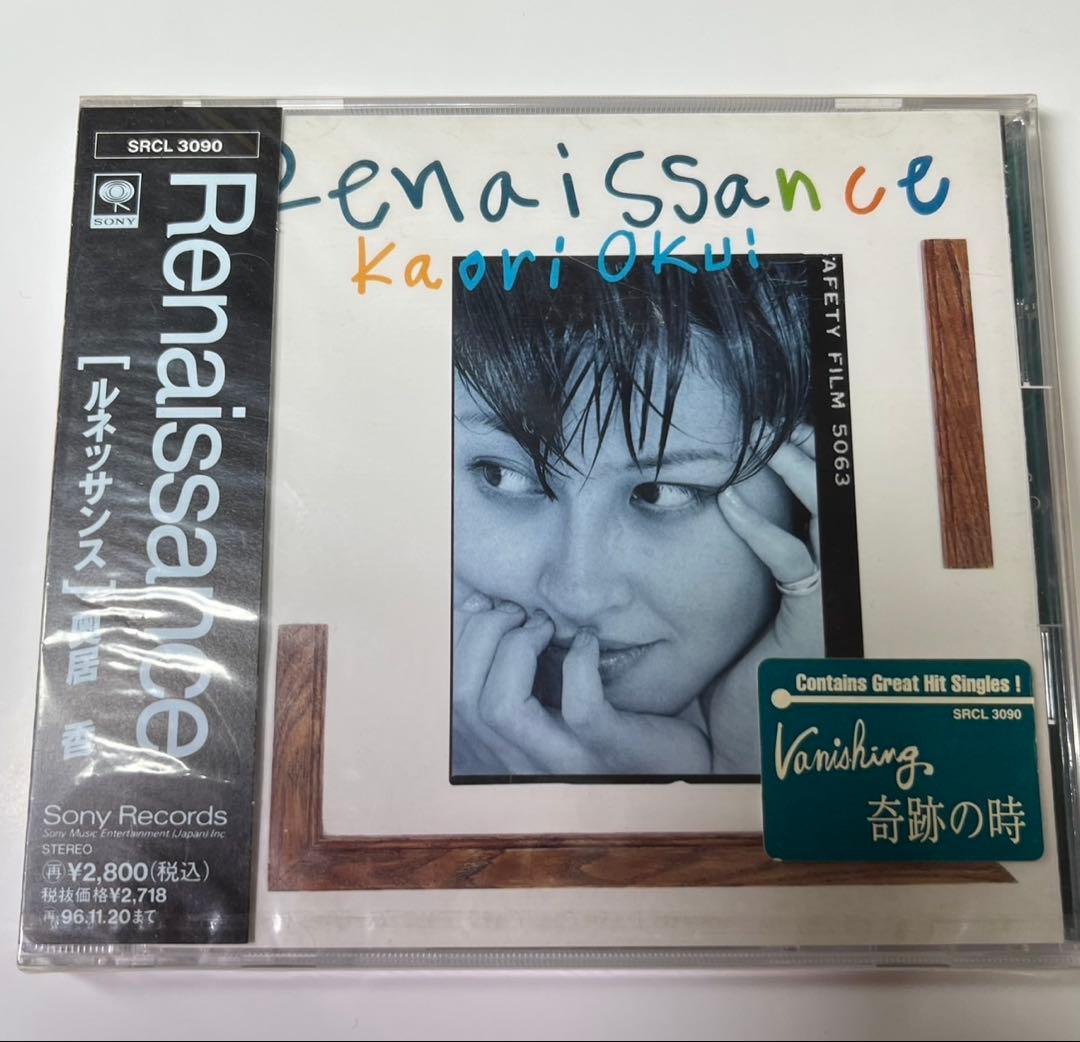 SRCL 3090
SONY
Renaissance
[ルネッサンス]奥居 香
Sony Records
Sony Music Entertainment (Japan) Inc.
STEREO
再¥2,800(税込)
税抜価格¥2,718
再.96.11.20まで
Renaissance
Kaori Okui
AFETY FILM 5063
Contains Great Hit Singles !
SRCL 3090
Vanishing
奇跡の時